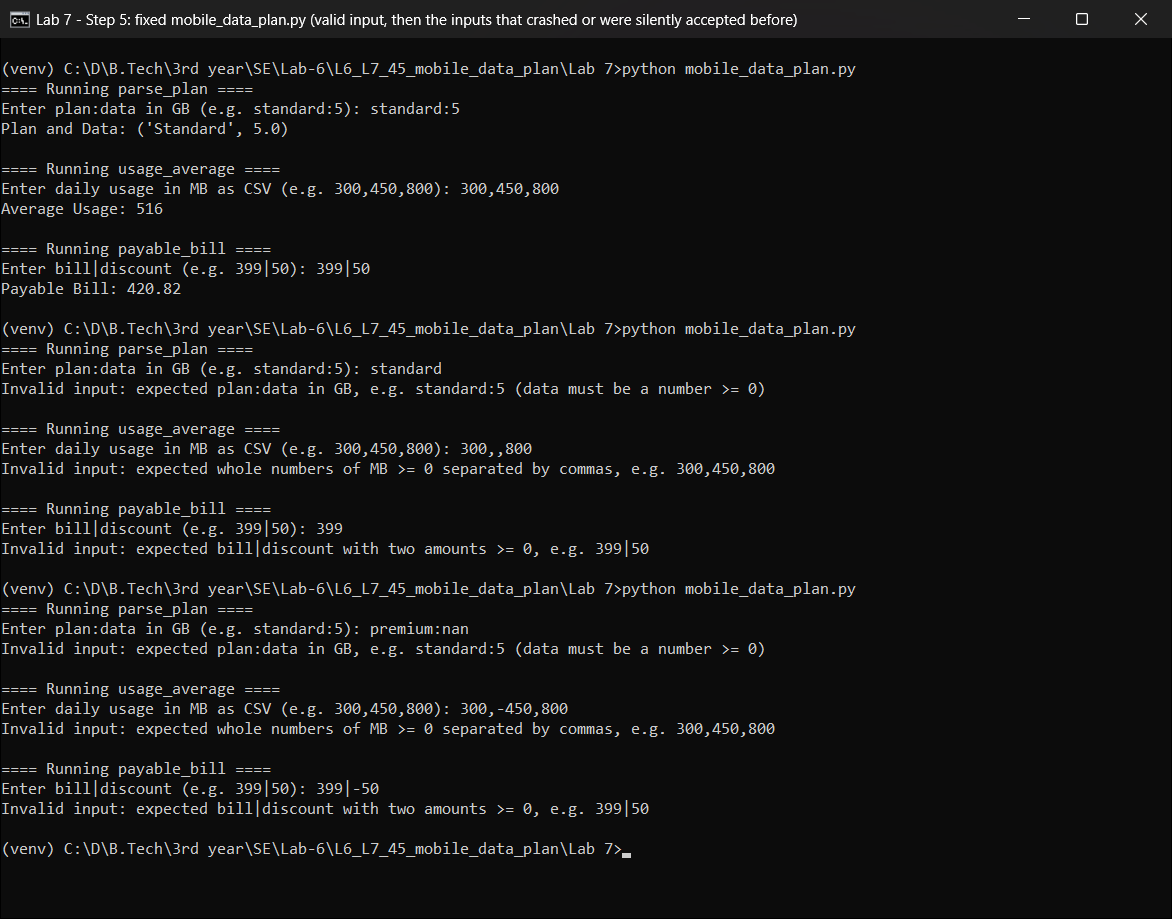 Lab 7 - Step 5: fixed mobile_data_plan.py (valid input, then the inputs that crashed or were silently accepted before)
(venv) C:\D\B.Tech\3rd year\SE\Lab-6\L6_L7_45_mobile_data_plan\Lab 7>python mobile_data_plan.py
==== Running parse_plan ====
Enter plan:data in GB (e.g. standard:5): standard:5
Plan and Data: ('Standard', 5.0)
==== Running usage_average ====
Enter daily usage in MB as CSV (e.g. 300,450,800): 300,450,800
Average Usage: 516
==== Running payable_bill ====
Enter bill|discount (e.g. 399|50): 399|50
Payable Bill: 420.82
(venv) C:\D\B.Tech\3rd year\SE\Lab-6\L6_L7_45_mobile_data_plan\Lab 7>python mobile_data_plan.py
==== Running parse_plan ====
Enter plan:data in GB (e.g. standard:5): standard
Invalid input: expected plan:data in GB, e.g. standard:5 (data must be a number >= 0)
==== Running usage_average ====
Enter daily usage in MB as CSV (e.g. 300,450,800): 300,,800
Invalid input: expected whole numbers of MB >= 0 separated by commas, e.g. 300,450,800
==== Running payable_bill ====
Enter bill|discount (e.g. 399|50): 399
Invalid input: expected bill|discount with two amounts >= 0, e.g. 399|50
(venv) C:\D\B.Tech\3rd year\SE\Lab-6\L6_L7_45_mobile_data_plan\Lab 7>python mobile_data_plan.py
==== Running parse_plan ====
Enter plan:data in GB (e.g. standard:5): premium:nan
Invalid input: expected plan:data in GB, e.g. standard:5 (data must be a number >= 0)
==== Running usage_average ====
Enter daily usage in MB as CSV (e.g. 300,450,800): 300,-450,800
Invalid input: expected whole numbers of MB >= 0 separated by commas, e.g. 300,450,800
==== Running payable_bill ====
Enter bill|discount (e.g. 399|50): 399|-50
Invalid input: expected bill|discount with two amounts >= 0, e.g. 399|50
(venv) C:\D\B.Tech\3rd year\SE\Lab-6\L6_L7_45_mobile_data_plan\Lab 7>